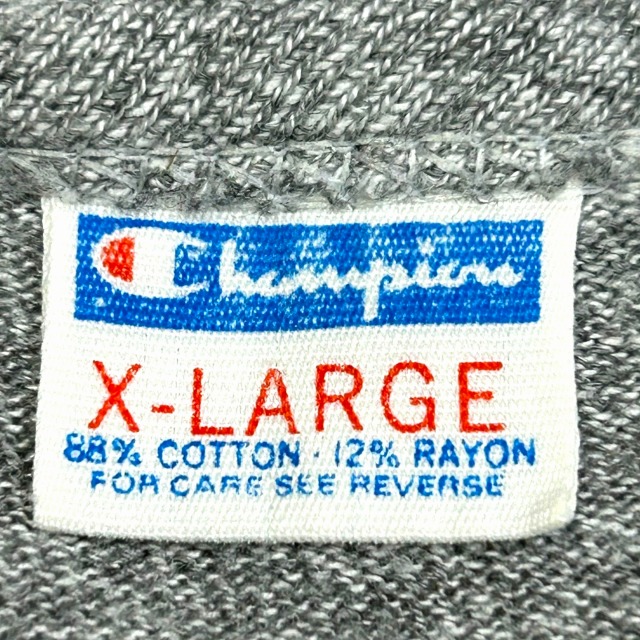 Champion
X-LARGE
88% COTTON · 12% RAYON
FOR CARE SEE REVERSE